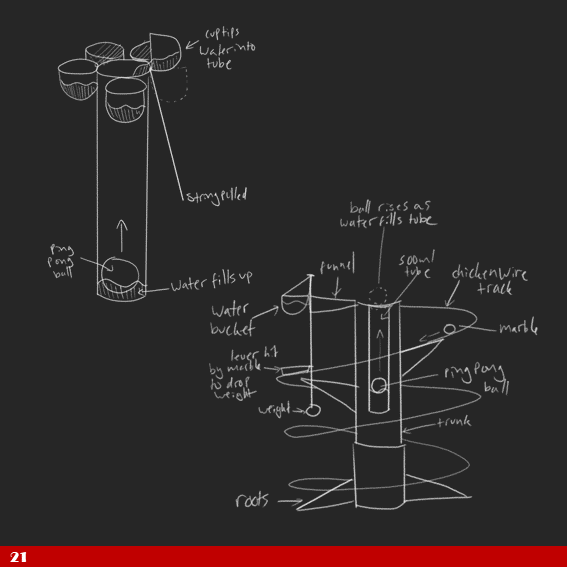 cup tips
water into
tube
string pulled
ping
pong
ball
water fills up
ball rises as
water fills tube
funnel
500ml
tube
chicken wire
track
water
bucket
marble
lever hit
by marble
to drop
weight
ping pong
ball
weight
trunk
roots
21